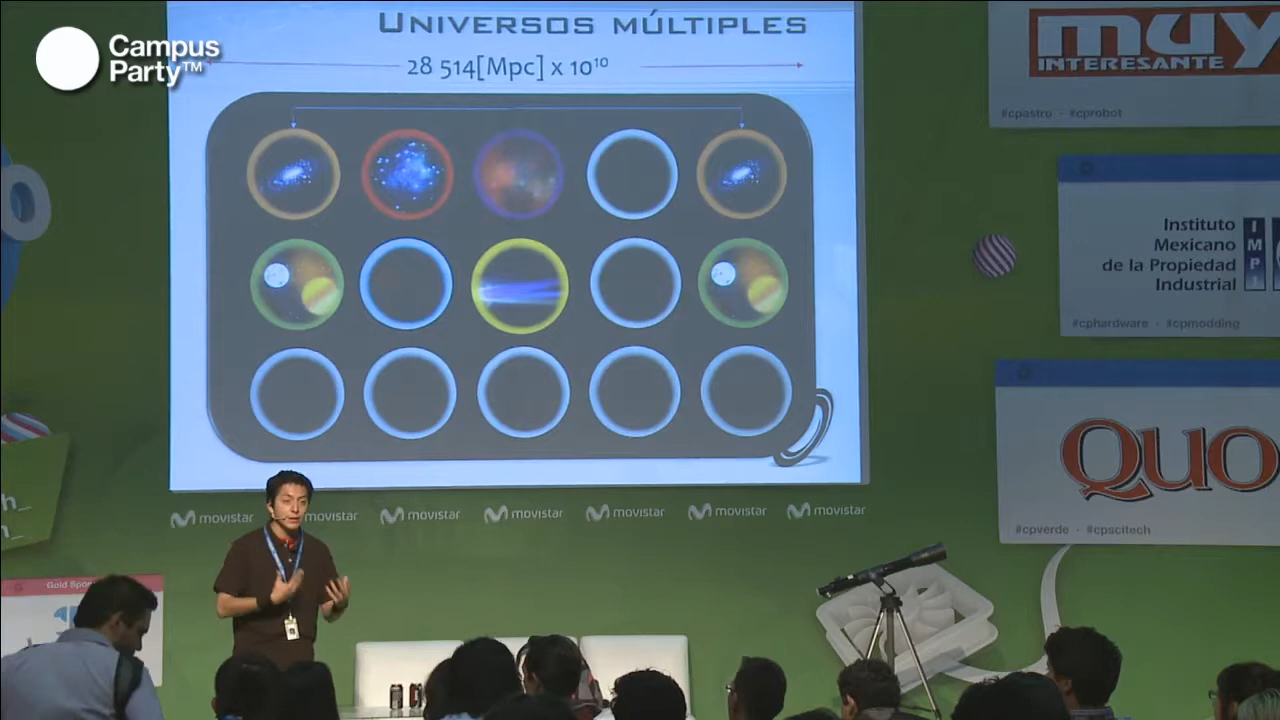 UNIVERSOS MÚLTIPLES
28 514[Mpc] x 10¹⁰
Campus
Party™
muy
INTERESANTE
#cpastro - #cprobot
Instituto
Mexicano
de la Propiedad
Industrial
IMPI
#cphardware - #cpmodding
QUO
#cpverde - #cpscitech
movistar
movistar
movistar
movistar
movistar
movistar
movistar
Gold